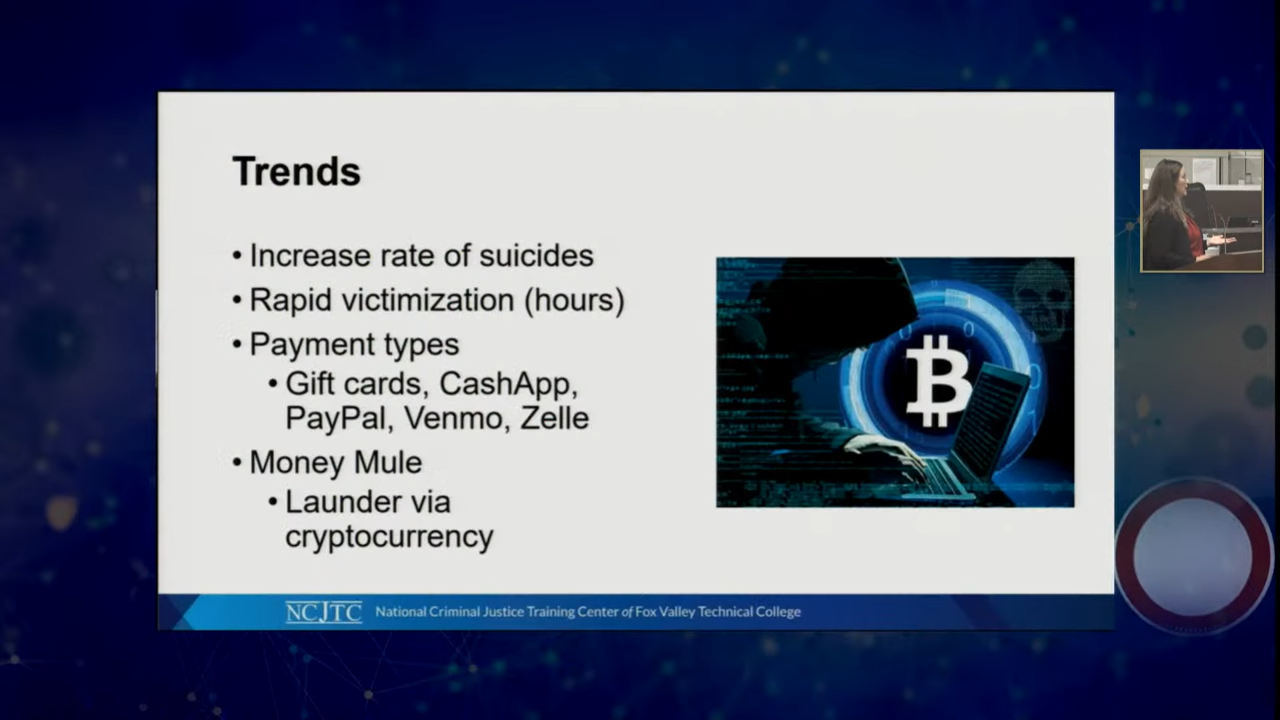 Trends
• Increase rate of suicides
• Rapid victimization (hours)
• Payment types
• Gift cards, CashApp,
PayPal, Venmo, Zelle
• Money Mule
• Launder via
cryptocurrency
NCJTC National Criminal Justice Training Center of Fox Valley Technical College